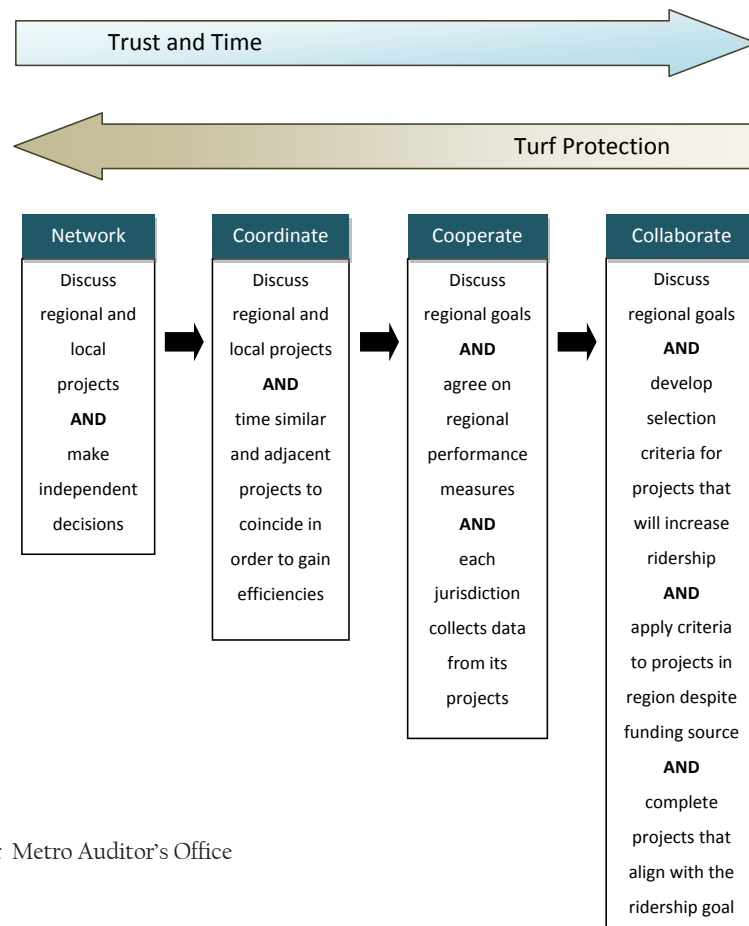 Trust and Time
Turf Protection
Network
Discuss
regional and
local
projects
AND
make
independent
decisions
Coordinate
Discuss
regional and
local projects
AND
time similar
and adjacent
projects to
coincide in
order to gain
efficiencies
Cooperate
Discuss
regional goals
AND
agree on
regional
performance
measures
AND
each
jurisdiction
collects data
from its
projects
Collaborate
Discuss
regional goals
AND
develop
selection
criteria for
projects that
will increase
ridership
AND
apply criteria
to projects in
region despite
funding source
AND
complete
projects that
align with the
ridership goal
Metro Auditor's Office